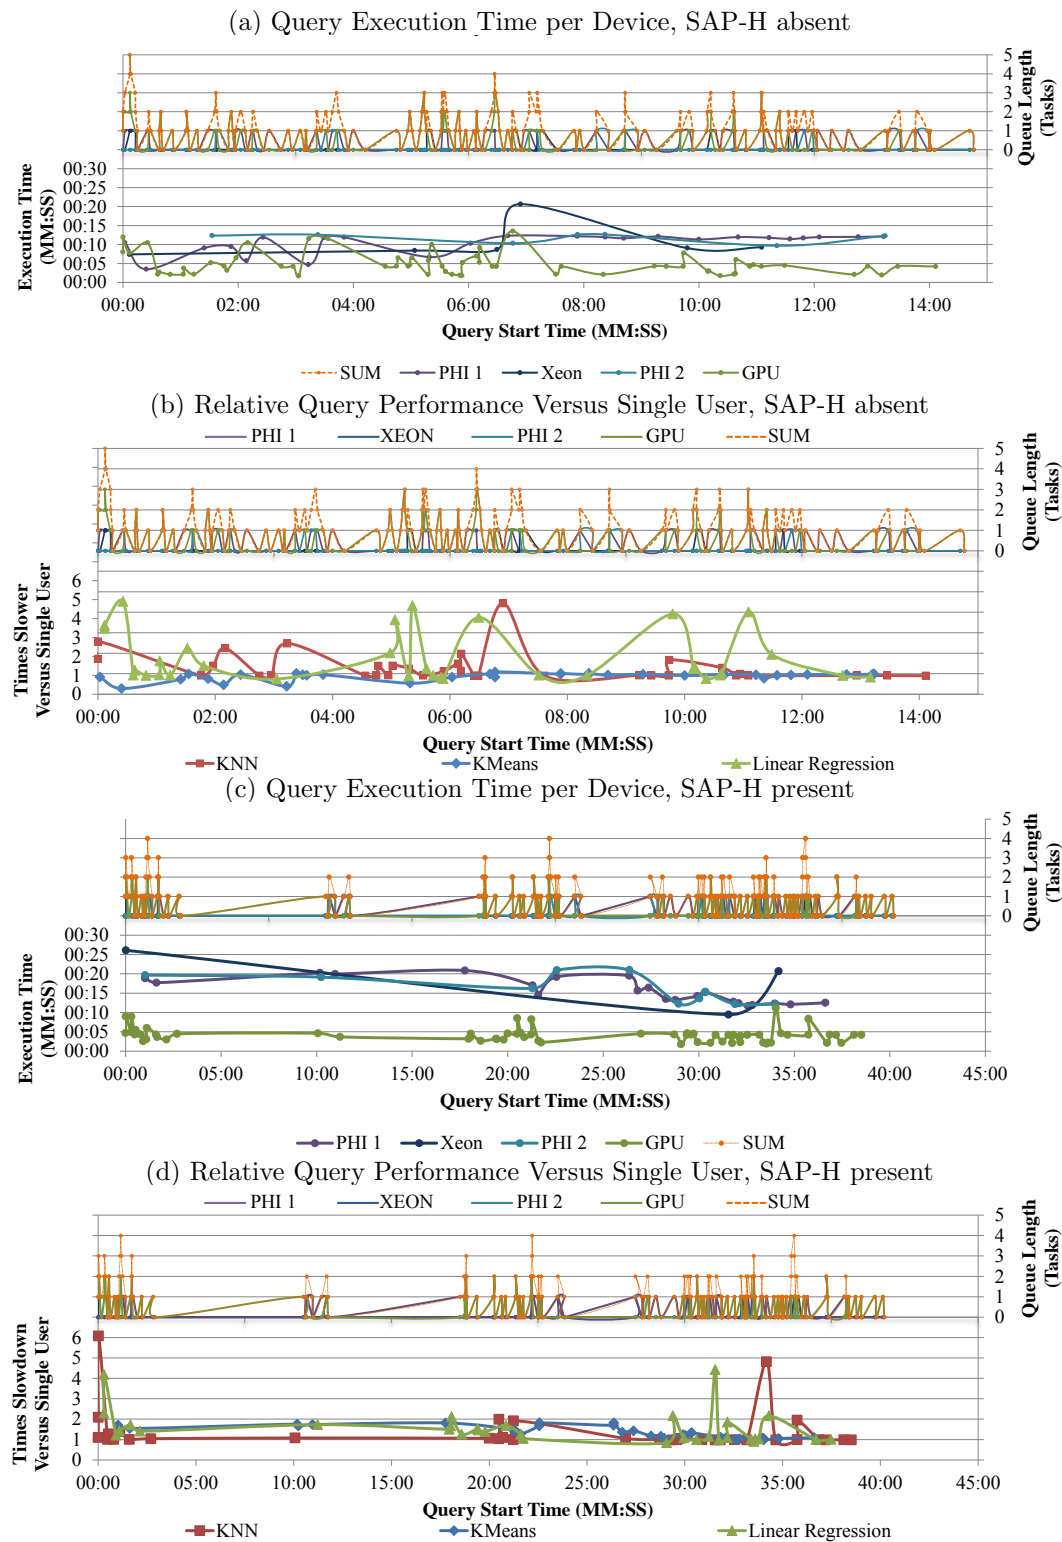 (a) Query Execution Time per Device, SAP-H absent
5
4
3
2
1
0
Queue Length
(Tasks)
00:30
00:25
00:20
00:15
00:10
00:05
00:00
Execution Time
(MM:SS)
00:00 02:00 04:00 06:00 08:00 10:00 12:00 14:00
Query Start Time (MM:SS)
SUM PHI 1 Xeon PHI 2 GPU
(b) Relative Query Performance Versus Single User, SAP-H absent
PHI 1 XEON PHI 2 GPU SUM
5
4
3
2
1
0
Queue Length
(Tasks)
6
5
4
3
2
1
0
Times Slower
Versus Single User
00:00 02:00 04:00 06:00 08:00 10:00 12:00 14:00
Query Start Time (MM:SS)
KNN KMeans Linear Regression
(c) Query Execution Time per Device, SAP-H present
5
4
3
2
1
0
Queue Length
(Tasks)
00:30
00:25
00:20
00:15
00:10
00:05
00:00
Execution Time
(MM:SS)
00:00 05:00 10:00 15:00 20:00 25:00 30:00 35:00 40:00 45:00
Query Start Time (MM:SS)
PHI 1 Xeon PHI 2 GPU SUM
(d) Relative Query Performance Versus Single User, SAP-H present
PHI 1 XEON PHI 2 GPU SUM
5
4
3
2
1
0
Queue Length
(Tasks)
6
5
4
3
2
1
0
Times Slowdown
Versus Single User
00:00 05:00 10:00 15:00 20:00 25:00 30:00 35:00 40:00 45:00
Query Start Time (MM:SS)
KNN KMeans Linear Regression